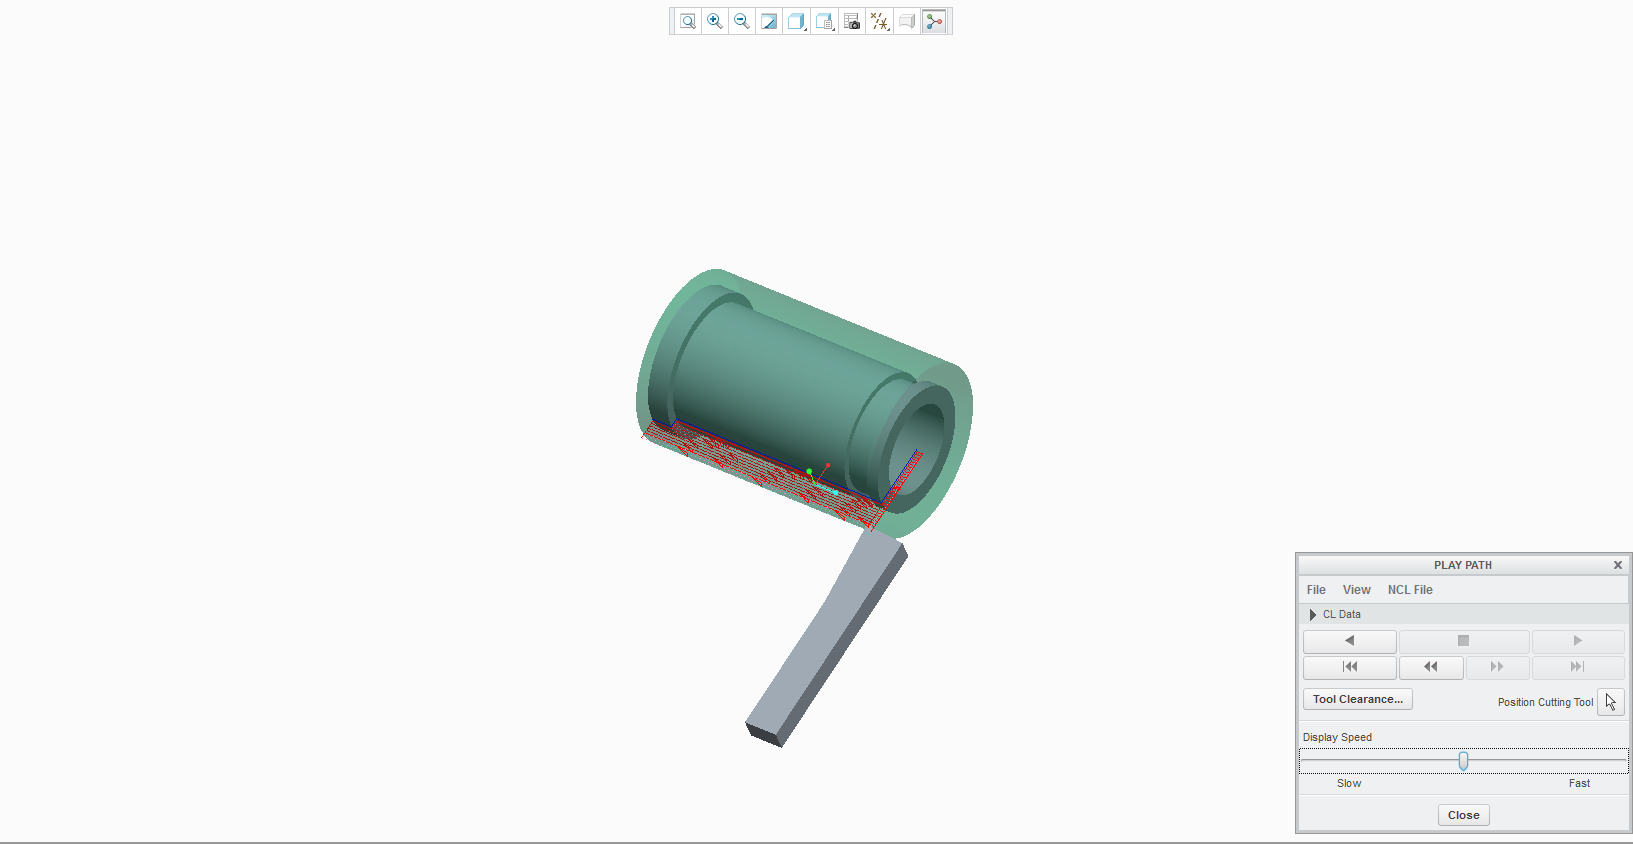 PLAY PATH
File View NCL File
CL Data
Tool Clearance...
Position Cutting Tool
Display Speed
Slow Fast
Close